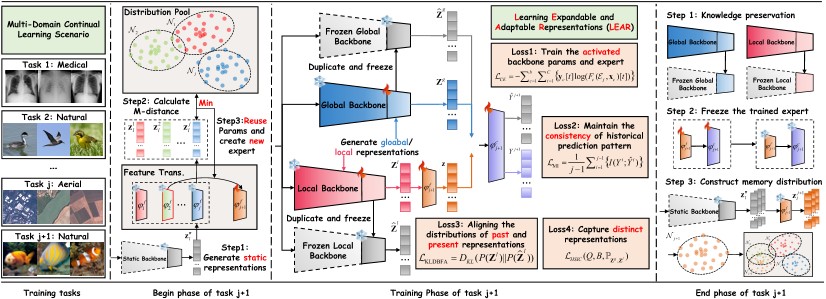 Multi-Domain Continual
Learning Scenario
Task 1: Medical
Task 2: Natural
...
Task j: Aerial
Task j+1: Natural
Training tasks
Distribution Pool
Step2: Calculate
M-distance
Min
Step3:Reuse
Params and
create new
expert
Feature Trans.
Step1:
Generate static
representations
Static Backbone
Begin phase of task j+1
Frozen Global
Backbone
Duplicate and freeze
Global Backbone
Generate gloabal/
local representations
Local Backbone
Duplicate and freeze
Frozen Local
Backbone
Learning Expandable and
Adaptable Representations (LEAR)
Loss1: Train the activated
backbone params and expert
Loss2: Maintain the
consistency of historical
prediction pattern
Loss3: Aligning the
distributions of past and
present representations
Loss4: Capture distinct
representations
Training Phase of task j+1
Step 1: Knowledge preservation
Global Backbone
Local Backbone
Frozen Global
Backbone
Frozen Local
Backbone
Step 2: Freeze the trained expert
Step 3: Construct memory distribution
Static Backbone
End phase of task j+1